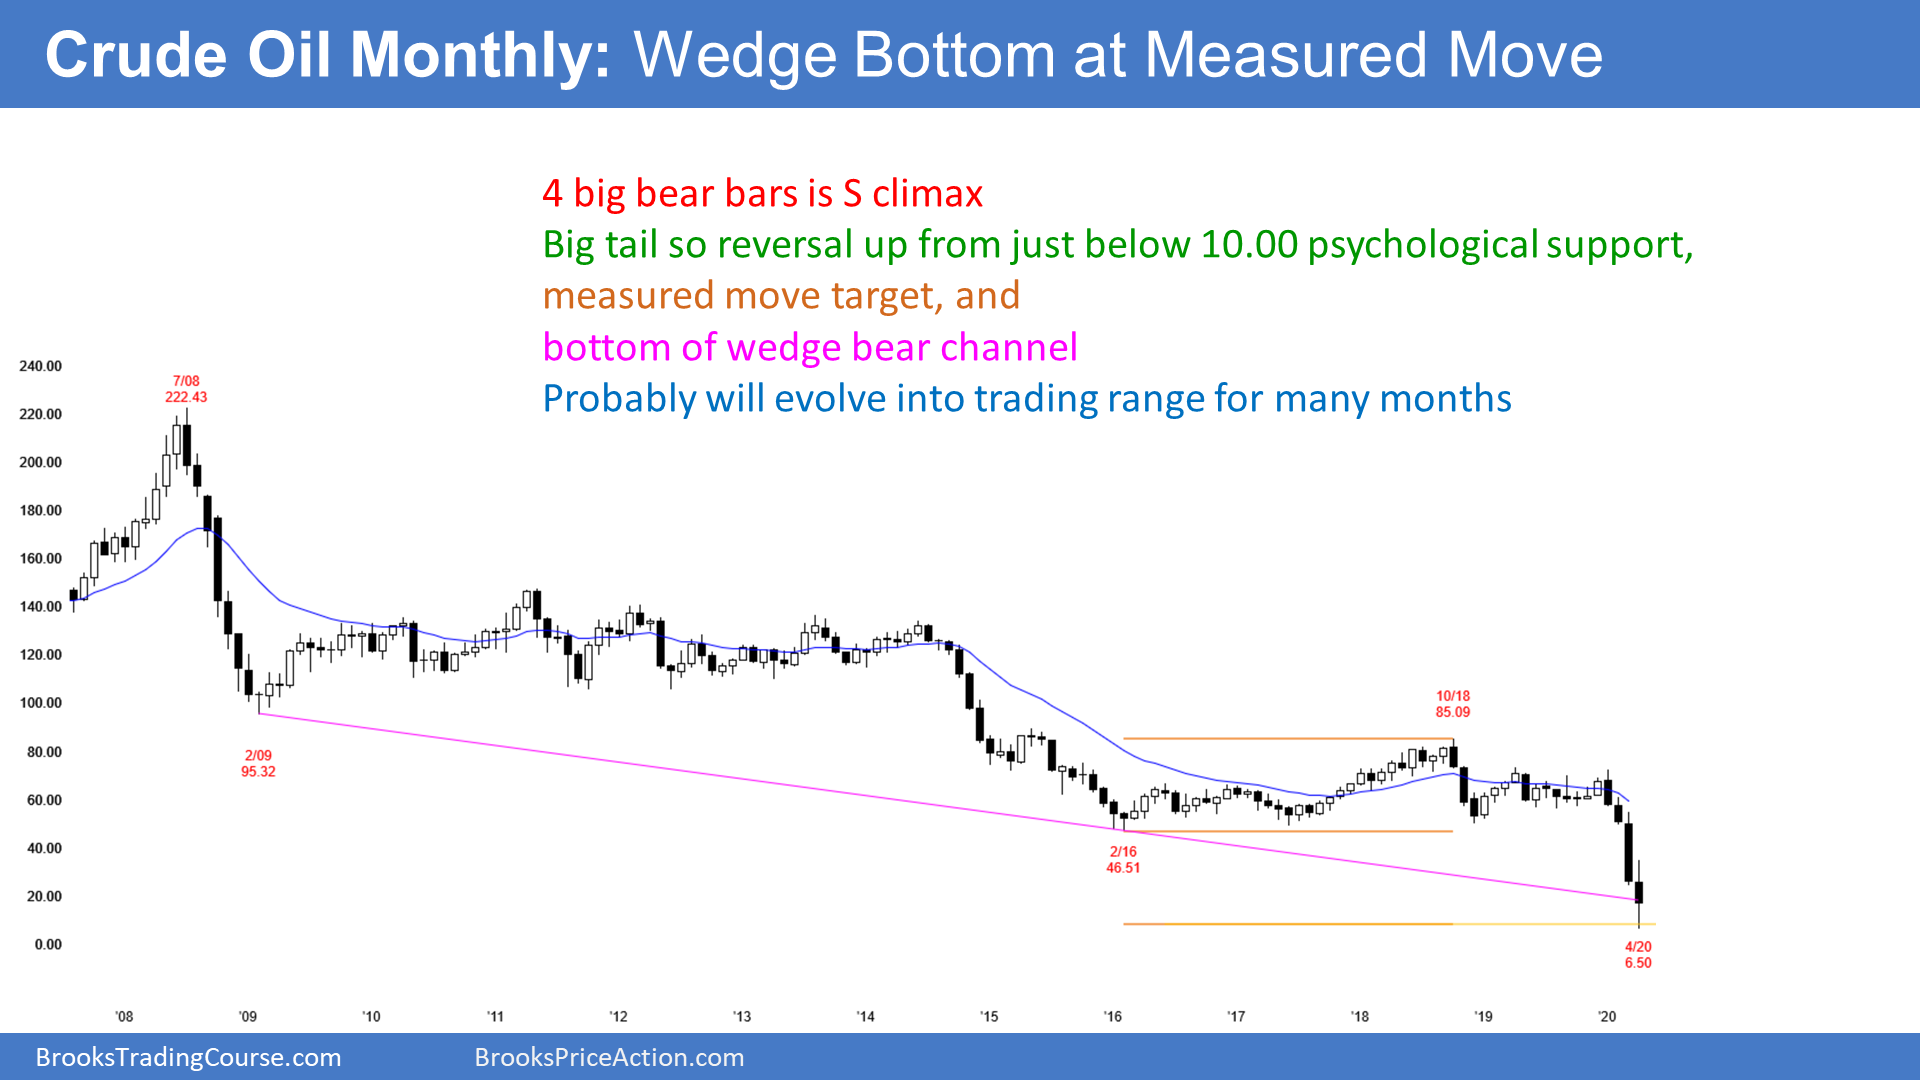 Crude Oil Monthly: Wedge Bottom at Measured Move
4 big bear bars is S climax
Big tail so reversal up from just below 10.00 psychological support,
measured move target, and
bottom of wedge bear channel
Probably will evolve into trading range for many months
240.00
220.00
200.00
180.00
160.00
140.00
120.00
100.00
80.00
60.00
40.00
20.00
0.00
7/08
222.43
2/09
95.32
2/16
46.51
10/18
85.09
4/20
6.50
'08 '09 '10 '11 '12 '13 '14 '15 '16 '17 '18 '19 '20
BrooksTradingCourse.com BrooksPriceAction.com